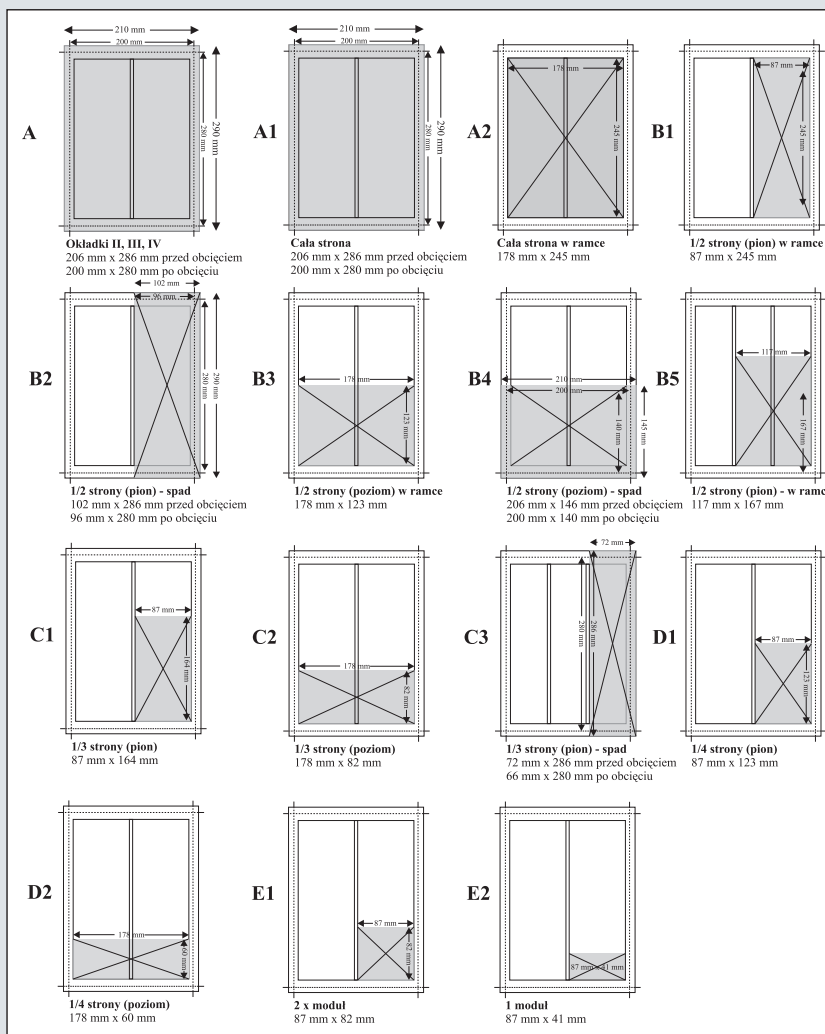 210 mm
200 mm
280 mm
290 mm
A
Okładki II, III, IV
206 mm x 286 mm przed obcięciem
200 mm x 280 mm po obcięciu
210 mm
200 mm
280 mm
290 mm
A1
Cała strona
206 mm x 286 mm przed obcięciem
200 mm x 280 mm po obcięciu
178 mm
245 mm
A2
Cała strona w ramce
178 mm x 245 mm
87 mm
245 mm
B1
1/2 strony (pion) w ramce
87 mm x 245 mm
102 mm
96 mm
280 mm
290 mm
B2
1/2 strony (pion) - spad
102 mm x 286 mm przed obcięciem
96 mm x 280 mm po obcięciu
178 mm
123 mm
B3
1/2 strony (poziom) w ramce
178 mm x 123 mm
210 mm
200 mm
140 mm
145 mm
B4
1/2 strony (poziom) - spad
206 mm x 146 mm przed obcięciem
200 mm x 140 mm po obcięciu
117 mm
167 mm
B5
1/2 strony (pion) - w ramce
117 mm x 167 mm
87 mm
164 mm
C1
1/3 strony (pion)
87 mm x 164 mm
178 mm
82 mm
C2
1/3 strony (poziom)
178 mm x 82 mm
72 mm
280 mm
286 mm
C3
1/3 strony (pion) - spad
72 mm x 286 mm przed obcięciem
66 mm x 280 mm po obcięciu
87 mm
123 mm
D1
1/4 strony (pion)
87 mm x 123 mm
178 mm
60 mm
D2
1/4 strony (poziom)
178 mm x 60 mm
87 mm
82 mm
E1
2 x moduł
87 mm x 82 mm
87 mm x 41 mm
E2
1 moduł
87 mm x 41 mm